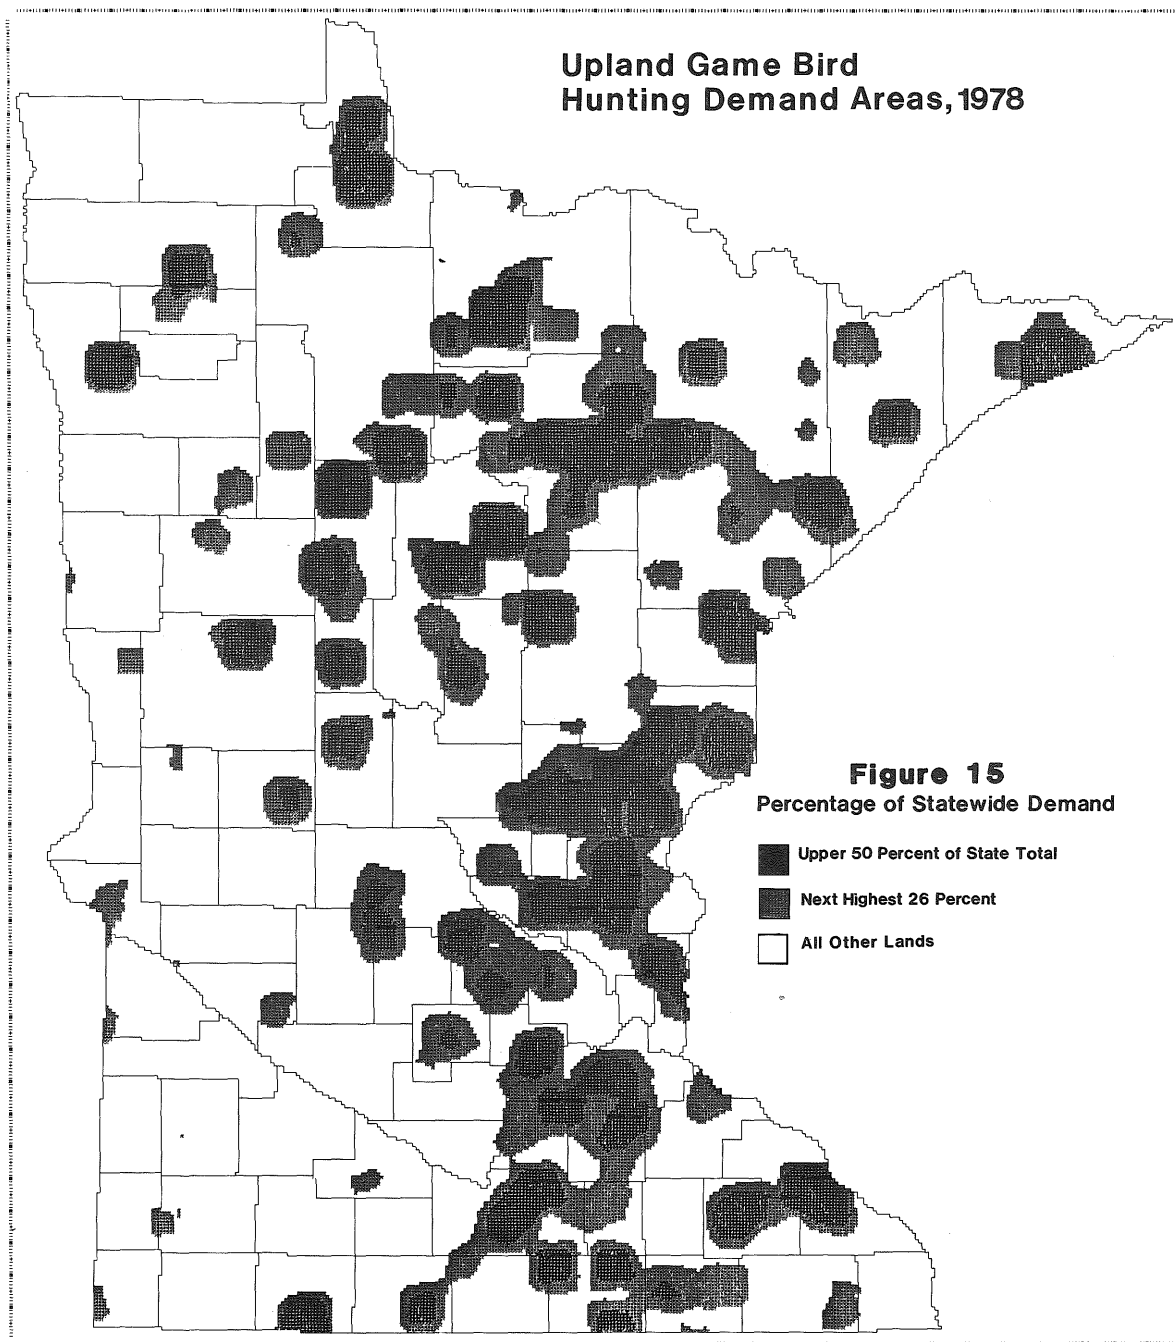 Upland Game Bird
Hunting Demand Areas, 1978
Figure 15
Percentage of Statewide Demand
Upper 50 Percent of State Total
Next Highest 26 Percent
All Other Lands